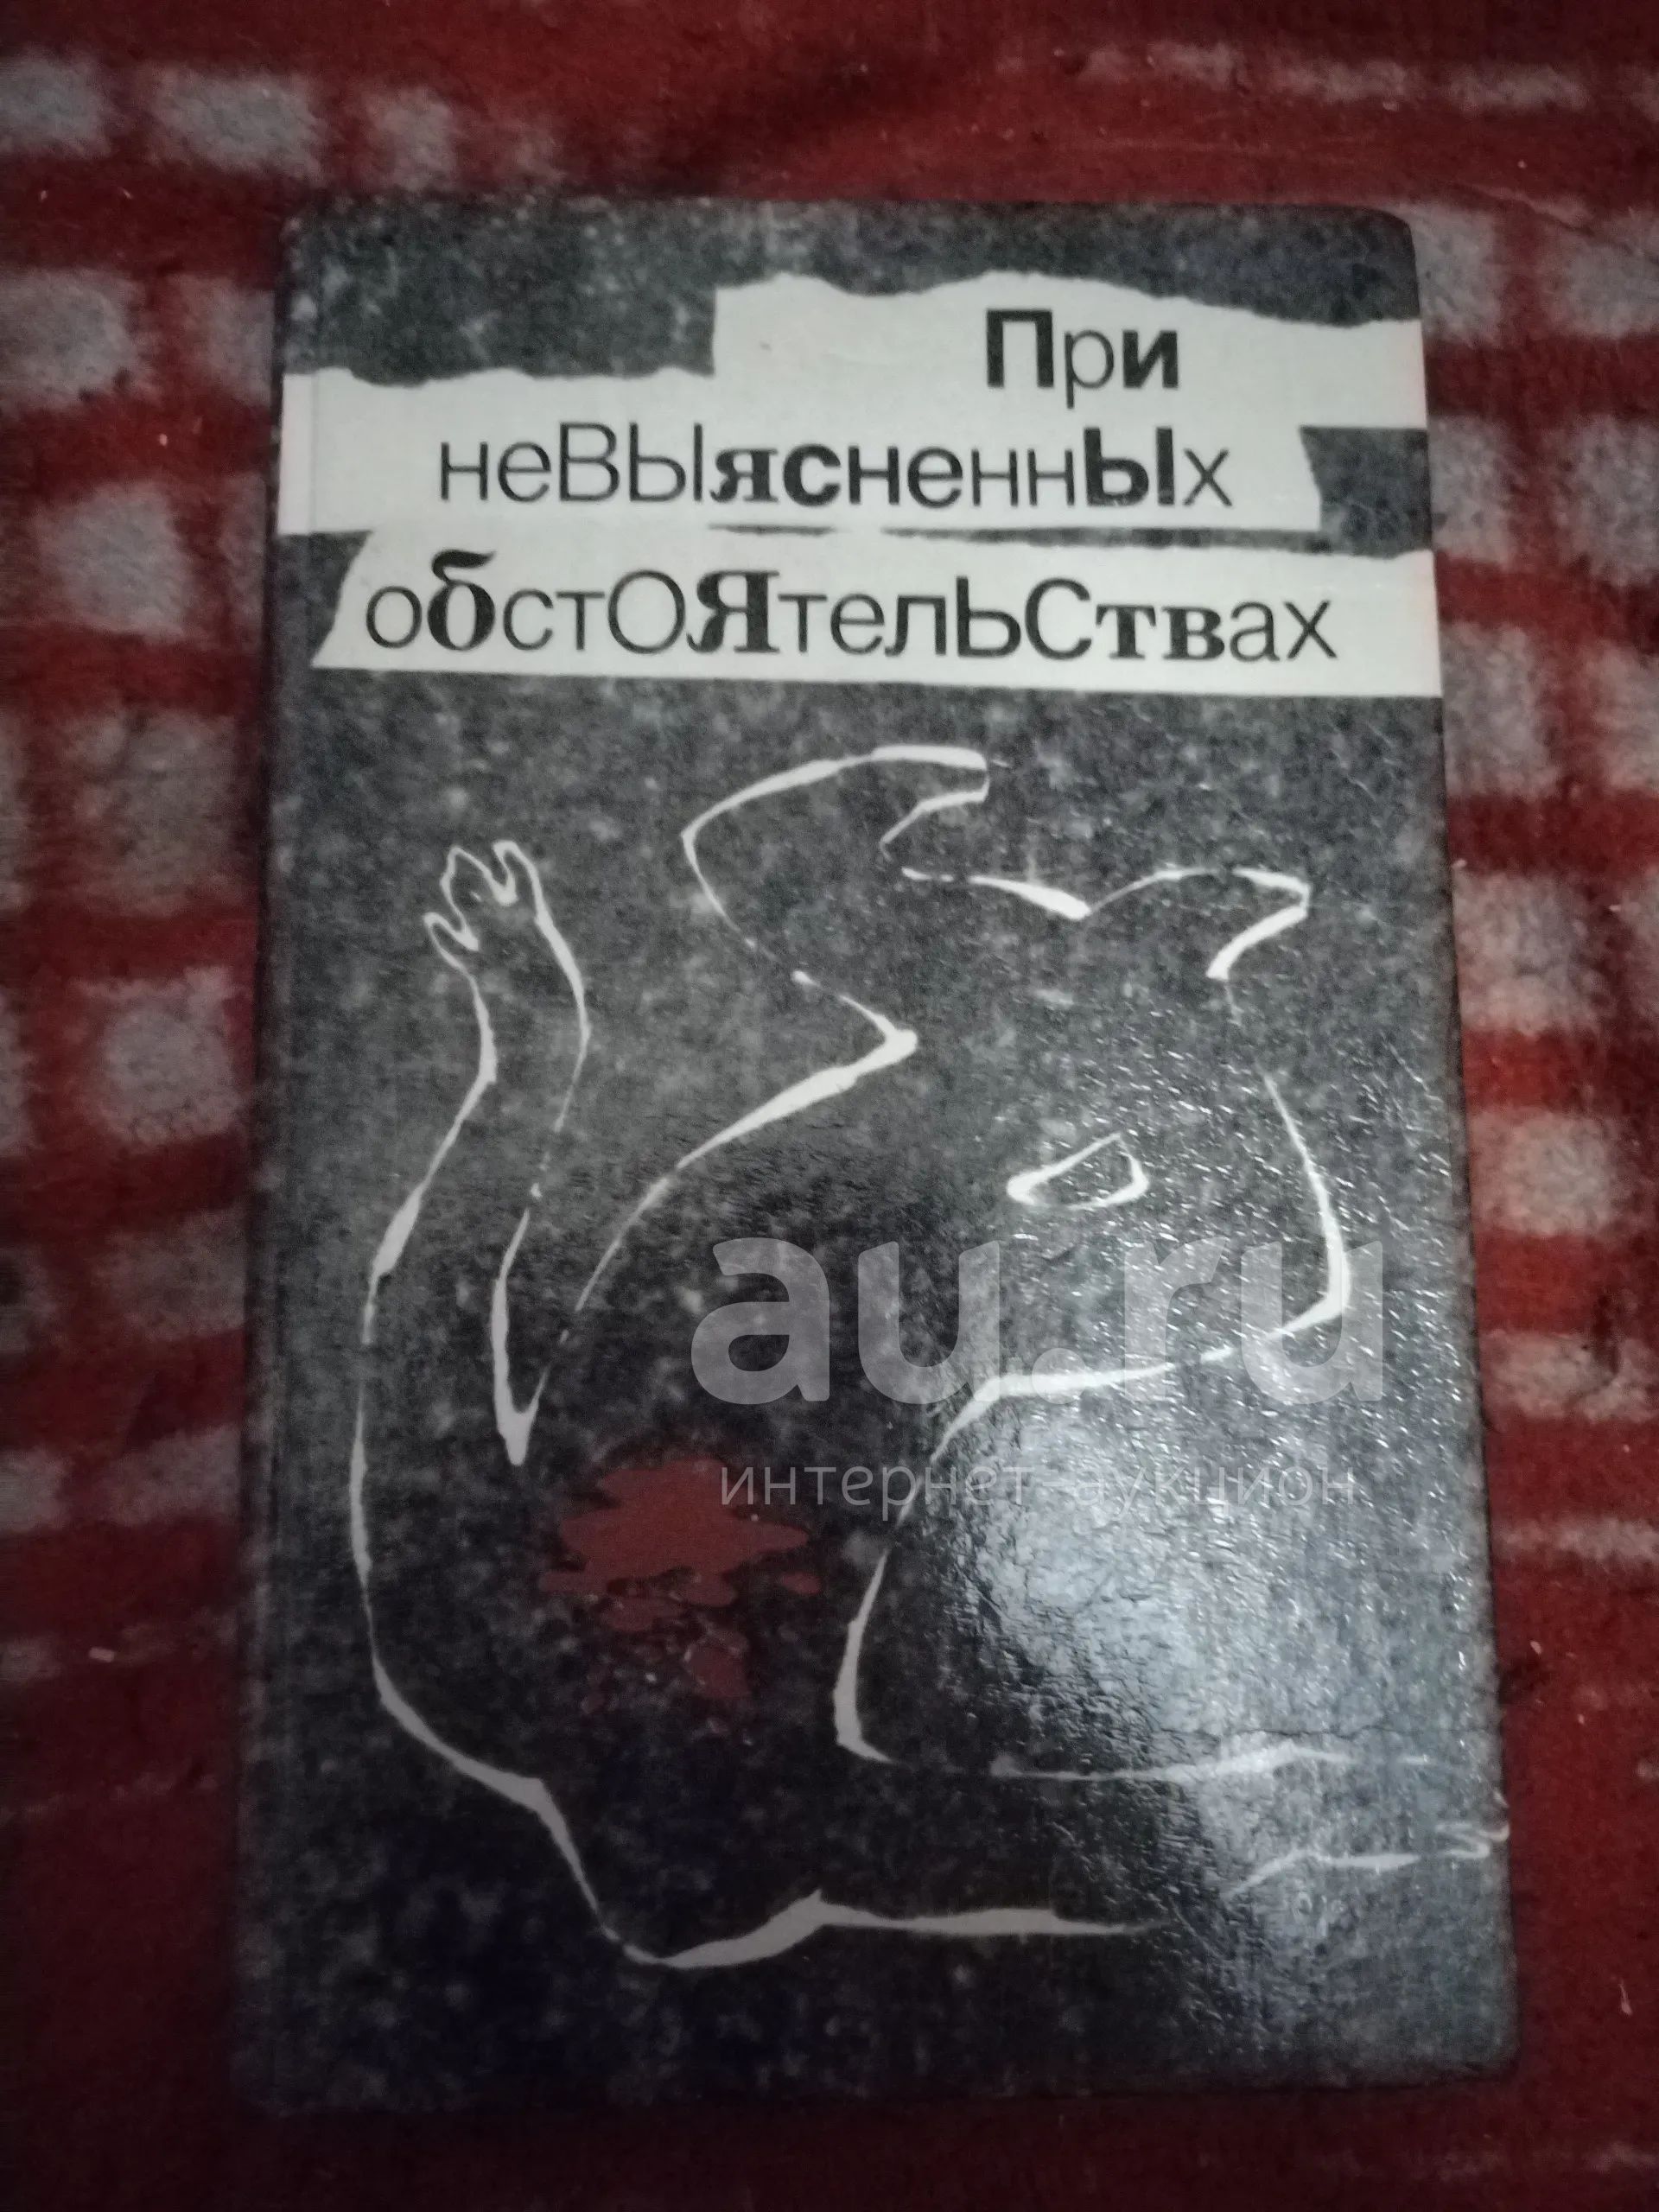 При
неВЫясненнЫх
обстОЯтелЬСтвах
au.ru
интернет-аукцион